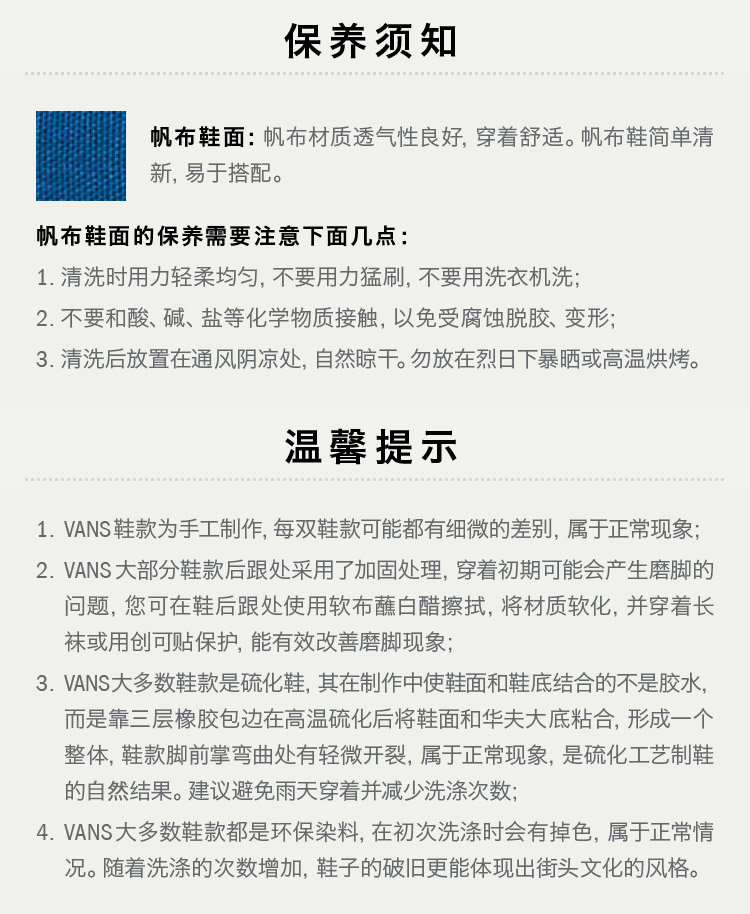 保养须知
帆布鞋面: 帆布材质透气性良好, 穿着舒适。帆布鞋简单清
新, 易于搭配。
帆布鞋面的保养需要注意下面几点:
1. 清洗时用力轻柔均匀, 不要用力猛刷, 不要用洗衣机洗;
2. 不要和酸、碱、盐等化学物质接触, 以免受腐蚀脱胶、变形;
3. 清洗后放置在通风阴凉处, 自然晾干。勿放在烈日下暴晒或高温烘烤。
温馨提示
1. VANS鞋款为手工制作, 每双鞋款可能都有细微的差别, 属于正常现象;
2. VANS大部分鞋款后跟处采用了加固处理, 穿着初期可能会产生磨脚的
问题, 您可在鞋后跟处使用软布蘸白醋擦拭, 将材质软化, 并穿着长
袜或用创可贴保护, 能有效改善磨脚现象;
3. VANS大多数鞋款是硫化鞋, 其在制作中使鞋面和鞋底结合的不是胶水,
而是靠三层橡胶包边在高温硫化后将鞋面和华夫大底粘合, 形成一个
整体, 鞋款脚前掌弯曲处有轻微开裂, 属于正常现象, 是硫化工艺制鞋
的自然结果。建议避免雨天穿着并减少洗涤次数;
4. VANS大多数鞋款都是环保染料, 在初次洗涤时会有掉色, 属于正常情
况。随着洗涤的次数增加, 鞋子的破旧更能体现出街头文化的风格。